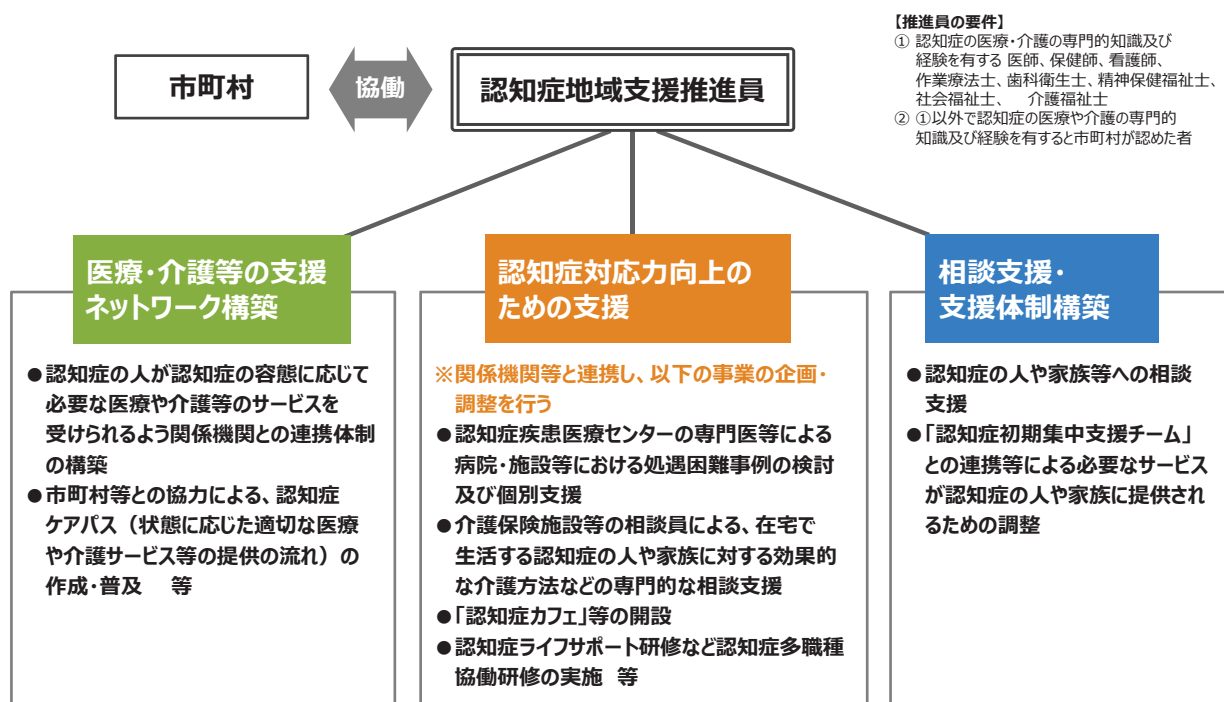 市町村
協働
認知症地域支援推進員
【推進員の要件】
① 認知症の医療・介護の専門的知識及び
経験を有する 医師、保健師、看護師、
作業療法士、歯科衛生士、精神保健福祉士、
社会福祉士、 介護福祉士
② ①以外で認知症の医療や介護の専門的
知識及び経験を有すると市町村が認めた者
医療・介護等の支援
ネットワーク構築
●認知症の人が認知症の容態に応じて
必要な医療や介護等のサービスを
受けられるよう関係機関との連携体制
の構築
●市町村等との協力による、認知症
ケアパス（状態に応じた適切な医療
や介護サービス等の提供の流れ）の
作成・普及 等
認知症対応力向上の
ための支援
※関係機関等と連携し、以下の事業の企画・
調整を行う
●認知症疾患医療センターの専門医等による
病院・施設等における処遇困難事例の検討
及び個別支援
●介護保険施設等の相談員による、在宅で
生活する認知症の人や家族に対する効果的
な介護方法などの専門的な相談支援
●「認知症カフェ」等の開設
●認知症ライフサポート研修など認知症多職種
協働研修の実施 等
相談支援・
支援体制構築
●認知症の人や家族等への相談
支援
●「認知症初期集中支援チーム」
との連携等による必要なサービス
が認知症の人や家族に提供され
るための調整